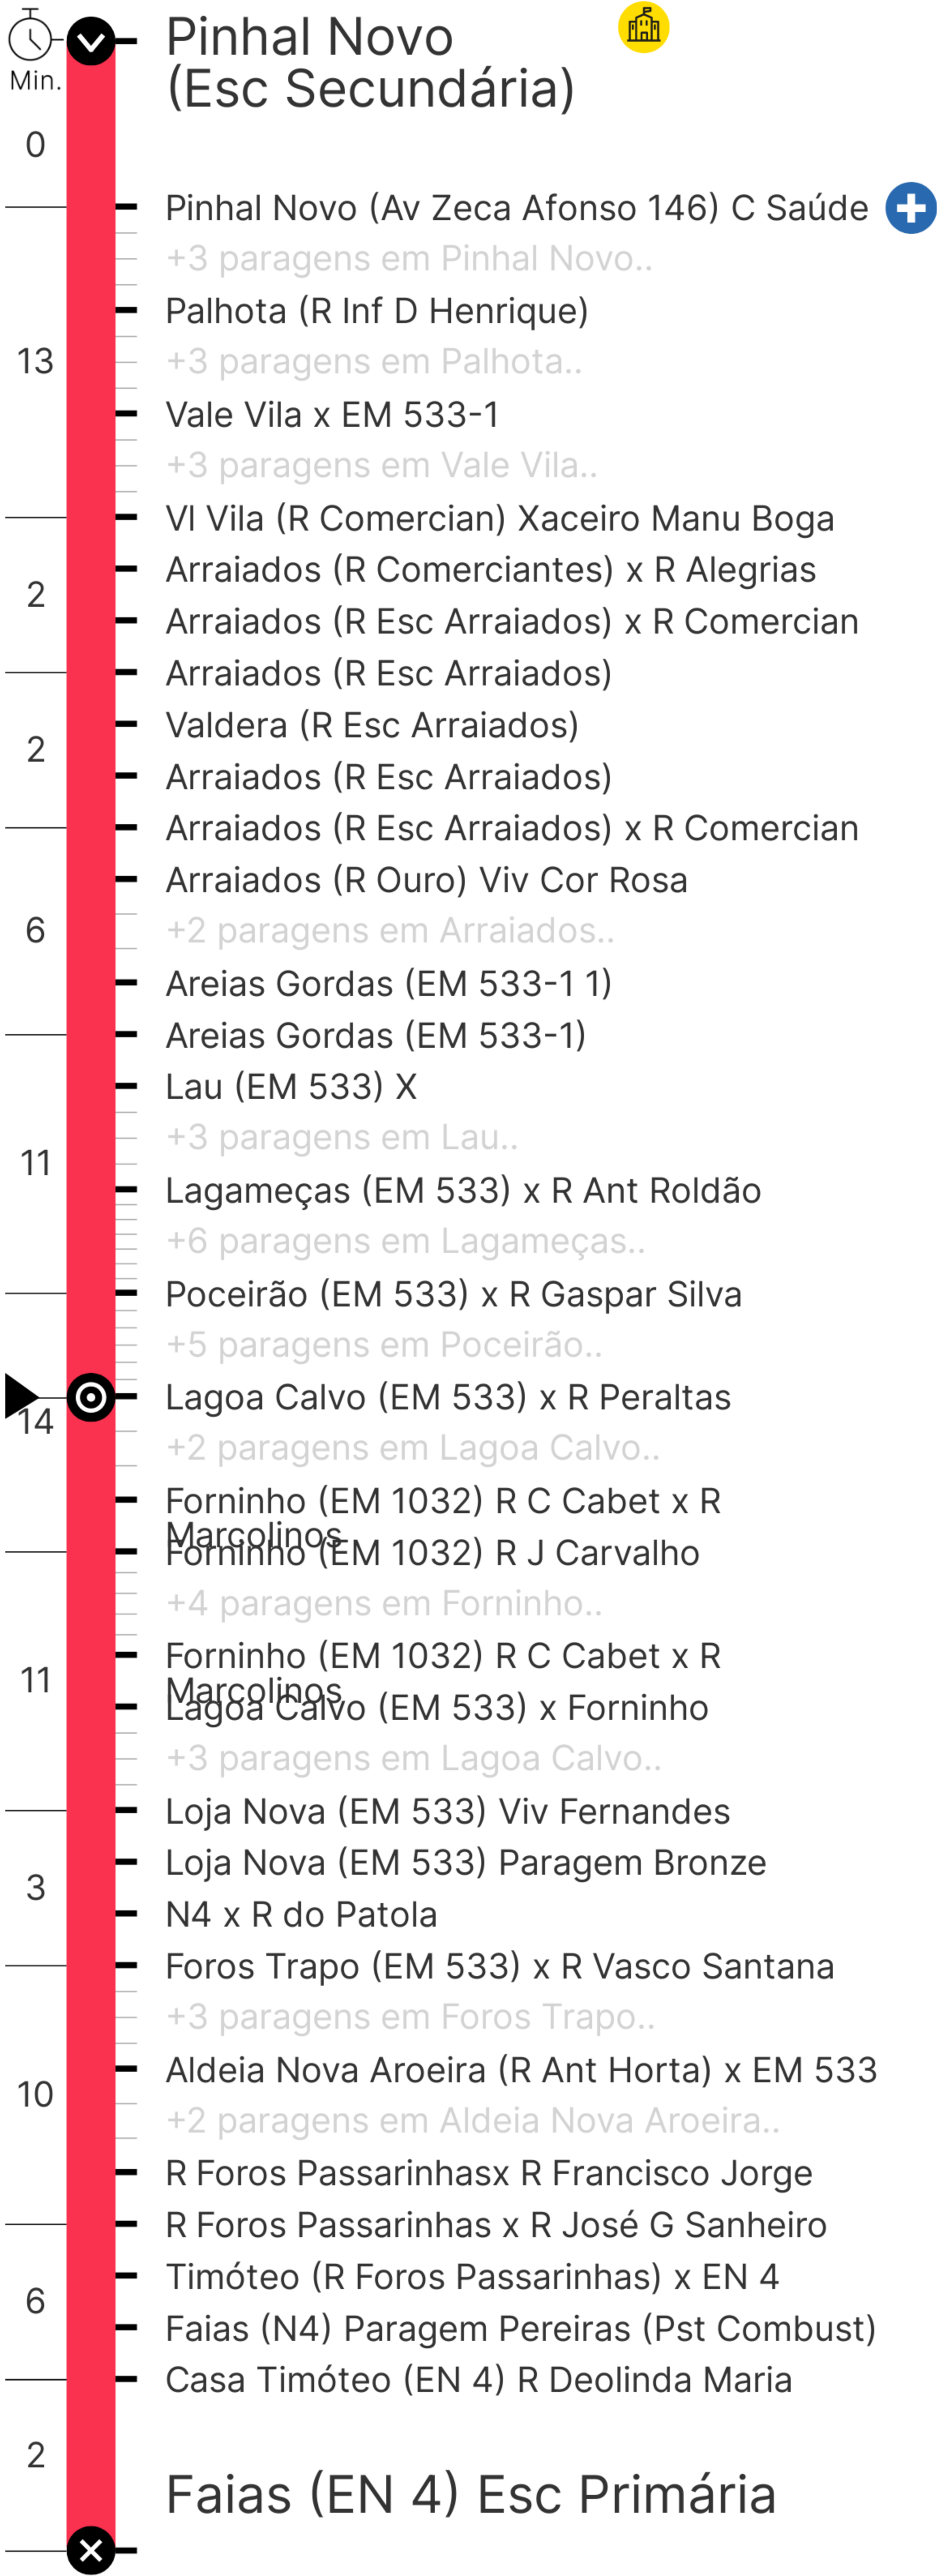 Pinhal Novo
(Esc Secundária)
Min.
0
Pinhal Novo (Av Zeca Afonso 146) C Saúde
+3 paragens em Pinhal Novo..
Palhota (R Inf D Henrique)
13
+3 paragens em Palhota..
Vale Vila x EM 533-1
+3 paragens em Vale Vila..
Vl Vila (R Comercian) Xaceiro Manu Boga
Arraiados (R Comerciantes) x R Alegrias
2
Arraiados (R Esc Arraiados) x R Comercian
Arraiados (R Esc Arraiados)
Valdera (R Esc Arraiados)
2
Arraiados (R Esc Arraiados)
Arraiados (R Esc Arraiados) x R Comercian
Arraiados (R Ouro) Viv Cor Rosa
6
+2 paragens em Arraiados..
Areias Gordas (EM 533-1 1)
Areias Gordas (EM 533-1)
Lau (EM 533) X
+3 paragens em Lau..
11
Lagameças (EM 533) x R Ant Roldão
+6 paragens em Lagameças..
Poceirão (EM 533) x R Gaspar Silva
+5 paragens em Poceirão..
Lagoa Calvo (EM 533) x R Peraltas
14
+2 paragens em Lagoa Calvo..
Forninho (EM 1032) R C Cabet x R
Marcolinos
Forninho (EM 1032) R J Carvalho
+4 paragens em Forninho..
Forninho (EM 1032) R C Cabet x R
Marcolinos
11
Lagoa Calvo (EM 533) x Forninho
+3 paragens em Lagoa Calvo..
Loja Nova (EM 533) Viv Fernandes
Loja Nova (EM 533) Paragem Bronze
3
N4 x R do Patola
Foros Trapo (EM 533) x R Vasco Santana
+3 paragens em Foros Trapo..
Aldeia Nova Aroeira (R Ant Horta) x EM 533
10
+2 paragens em Aldeia Nova Aroeira..
R Foros Passarinhasx R Francisco Jorge
R Foros Passarinhas x R José G Sanheiro
Timóteo (R Foros Passarinhas) x EN 4
6
Faias (N4) Paragem Pereiras (Pst Combust)
Casa Timóteo (EN 4) R Deolinda Maria
2
Faias (EN 4) Esc Primária